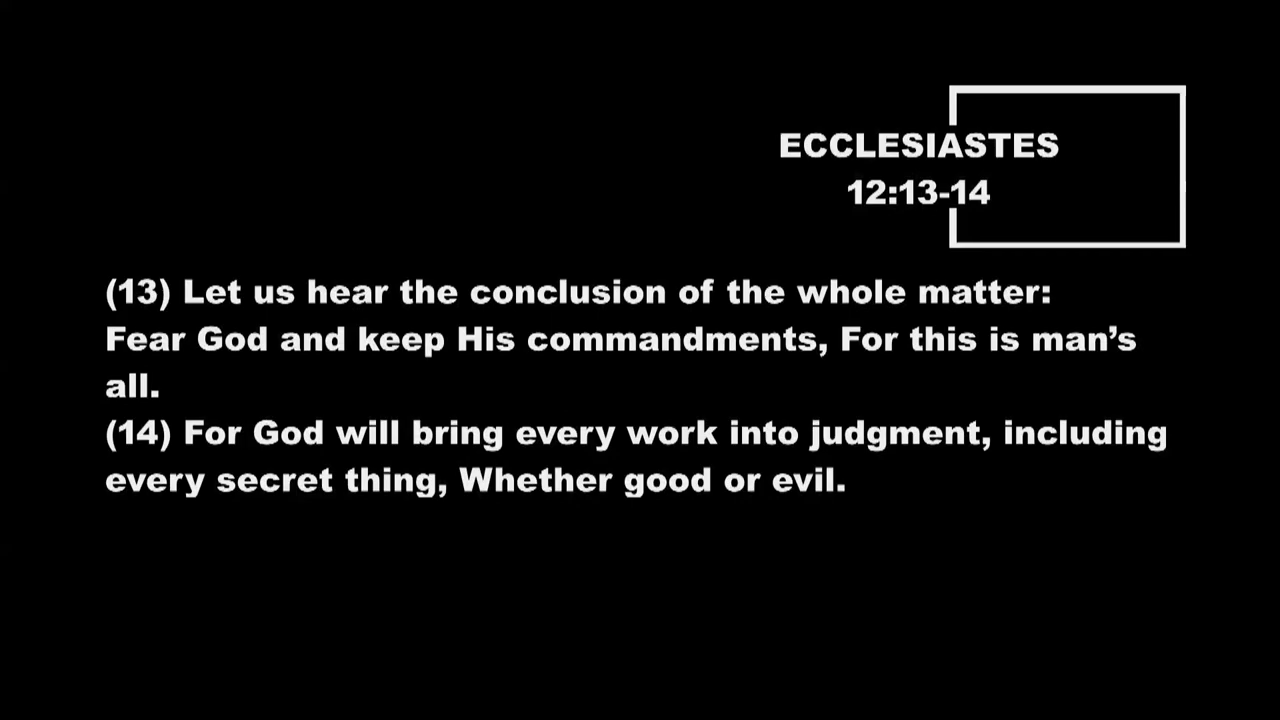 ECCLESIASTES
12:13-14
(13) Let us hear the conclusion of the whole matter:
Fear God and keep His commandments, For this is man’s
all.
(14) For God will bring every work into judgment, including
every secret thing, Whether good or evil.